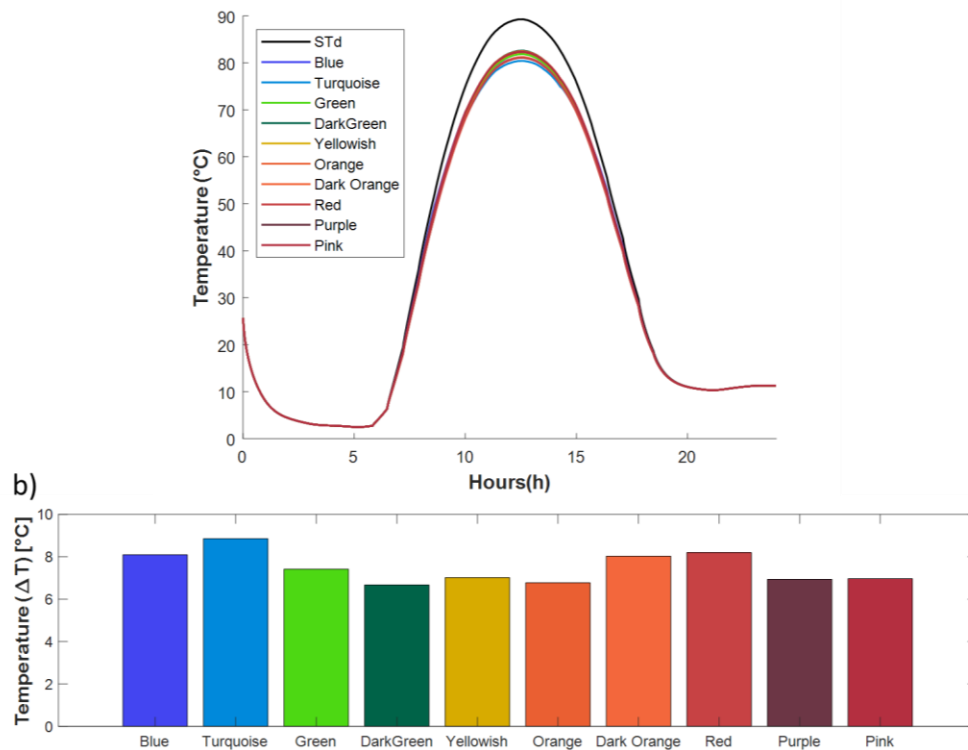 90
80
70
60
50
40
30
20
10
0
Temperature (°C)
STd
Blue
Turquoise
Green
DarkGreen
Yellowish
Orange
Dark Orange
Red
Purple
Pink
0 5 10 15 20
Hours(h)
b)
Temperature (Δ T) [°C]
10
8
6
4
2
0
Blue Turquoise Green DarkGreen Yellowish Orange Dark Orange Red Purple Pink